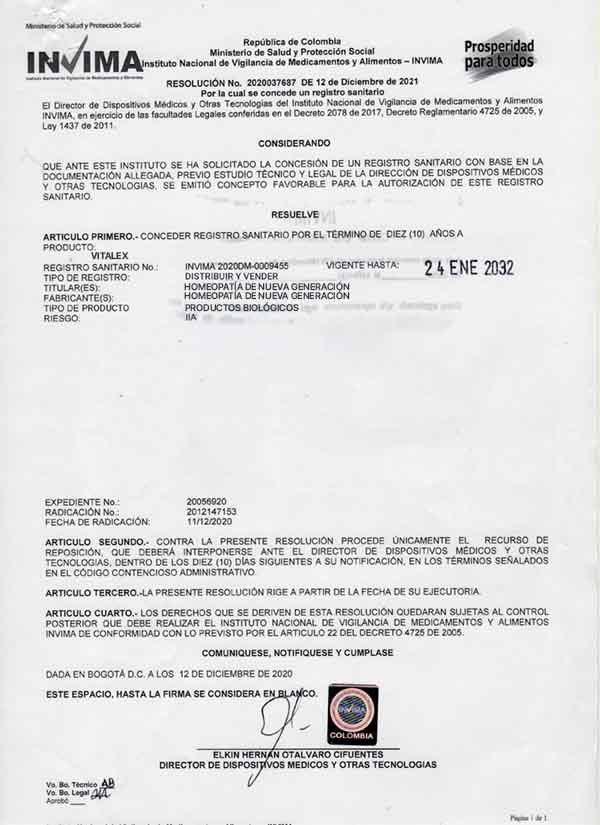 Ministerio de Salud y Protección Social
INVIMA
Instituto Nacional de Vigilancia de Medicamentos y Alimentos
República de Colombia
Ministerio de Salud y Protección Social
Instituto Nacional de Vigilancia de Medicamentos y Alimentos – INVIMA
Prosperidad
para todos
RESOLUCIÓN No. 2020037687 DE 12 de Diciembre de 2021
Por la cual se concede un registro sanitario
El Director de Dispositivos Médicos y Otras Tecnologías del Instituto Nacional de Vigilancia de Medicamentos y Alimentos
INVIMA, en ejercicio de las facultades Legales conferidas en el Decreto 2078 de 2017, Decreto Reglamentario 4725 de 2005, y
Ley 1437 de 2011.
CONSIDERANDO
QUE ANTE ESTE INSTITUTO SE HA SOLICITADO LA CONCESIÓN DE UN REGISTRO SANITARIO CON BASE EN LA
DOCUMENTACIÓN ALLEGADA, PREVIO ESTUDIO TÉCNICO Y LEGAL DE LA DIRECCIÓN DE DISPOSITIVOS MÉDICOS
Y OTRAS TECNOLOGIAS, SE EMITIÓ CONCEPTO FAVORABLE PARA LA AUTORIZACIÓN DE ESTE REGISTRO
SANITARIO.
RESUELVE
ARTICULO PRIMERO.- CONCEDER REGISTRO SANITARIO POR EL TÉRMINO DE DIEZ (10) AÑOS A
PRODUCTO:
VITALEX
REGISTRO SANITARIO No.: INVIMA 2020DM-0009455 VIGENTE HASTA: 24 ENE 2032
TIPO DE REGISTRO: DISTRIBUIR Y VENDER
TITULAR(ES): HOMEOPATÍA DE NUEVA GENERACIÓN
FABRICANTE(S): HOMEOPATÍA DE NUEVA GENERACIÓN
TIPO DE PRODUCTO PRODUCTOS BIOLÓGICOS
RIESGO: IIA
EXPEDIENTE No.: 20056920
RADICACIÓN No.: 2012147153
FECHA DE RADICACIÓN: 11/12/2020
ARTICULO SEGUNDO.- CONTRA LA PRESENTE RESOLUCIÓN PROCEDE ÚNICAMENTE EL RECURSO DE
REPOSICIÓN, QUE DEBERÁ INTERPONERSE ANTE EL DIRECTOR DE DISPOSITIVOS MÉDICOS Y OTRAS
TECNOLOGÍAS, DENTRO DE LOS DIEZ (10) DÍAS SIGUIENTES A SU NOTIFICACIÓN, EN LOS TÉRMINOS SEÑALADOS
EN EL CÓDIGO CONTENCIOSO ADMINISTRATIVO.
ARTICULO TERCERO.-LA PRESENTE RESOLUCIÓN RIGE A PARTIR DE LA FECHA DE SU EJECUTORIA.
ARTICULO CUARTO.- LOS DERECHOS QUE SE DERIVEN DE ESTA RESOLUCIÓN QUEDARAN SUJETAS AL CONTROL
POSTERIOR QUE DEBE REALIZAR EL INSTITUTO NACIONAL DE VIGILANCIA DE MEDICAMENTOS Y ALIMENTOS
INVIMA DE CONFORMIDAD CON LO PREVISTO POR EL ARTICULO 22 DEL DECRETO 4725 DE 2005.
COMUNIQUESE, NOTIFIQUESE Y CUMPLASE
DADA EN BOGOTÁ D.C. A LOS 12 DE DICIEMBRE DE 2020
ESTE ESPACIO, HASTA LA FIRMA SE CONSIDERA EN BLANCO.
INVIMA
COLOMBIA
ELKIN HERNÁN OTALVARO CIFUENTES
DIRECTOR DE DISPOSITIVOS MEDICOS Y OTRAS TECNOLOGIAS
Vo. Bo. Técnico AB
Vo. Bo. Legal
Aprobó
Página 1 de 1